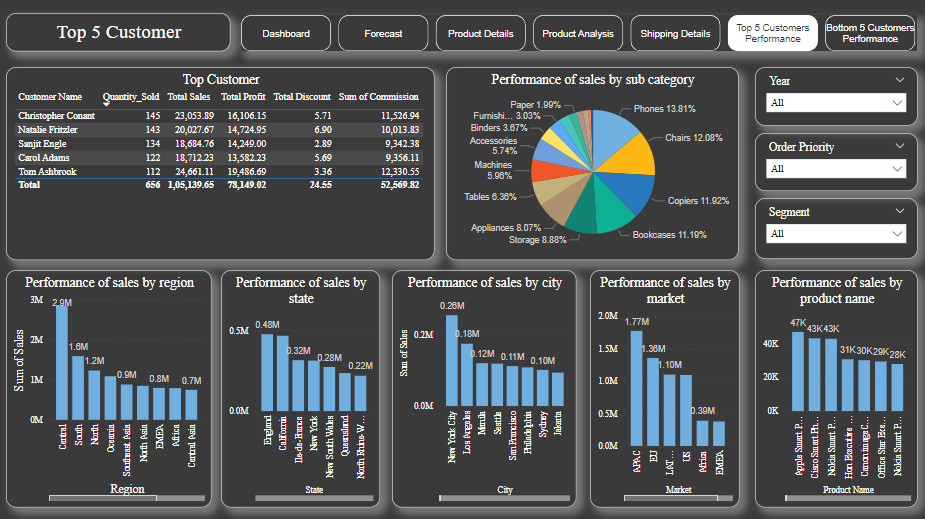 Top 5 Customer
Dashboard
Forecast
Product Details
Product Analysis
Shipping Details
Top 5 Customers
Performance
Bottom 5 Customers
Performance
Top Customer
Customer Name Quantity_Sold Total Sales Total Profit Total Discount Sum of Commission
Christopher Conant 145 23,053.89 16,106.15 5.71 11,526.94
Natalie Fritzler 143 20,027.67 14,724.95 6.90 10,013.83
Sanjit Engle 134 18,684.76 14,249.00 2.89 9,342.38
Carol Adams 122 18,712.23 13,582.23 5.69 9,356.11
Tom Ashbrook 112 24,661.11 19,486.69 3.36 12,330.55
Total 656 1,05,139.65 78,149.02 24.55 52,569.82
Performance of sales by sub category
Phones 13.81%
Chairs 12.08%
Copiers 11.92%
Bookcases 11.19%
Storage 8.88%
Appliances 8.07%
Tables 6.36%
Machines
5.96%
Accessories
5.74%
Binders 3.67%
Furnishi... 3.03%
Paper 1.99%
Year
All
Order Priority
All
Segment
All
Performance of sales by region
Sum of Sales
3M
2M
1M
0M
2.9M
1.6M
1.2M
0.9M
0.8M
0.7M
Central
South
North
Oceania
Southeast Asia
North Asia
EMEA
Africa
Central Asia
Region
Performance of sales by
state
0.5M
0.0M
0.48M
0.32M
0.28M
0.22M
England
California
Ile-de-France
New York
New South Wales
Queensland
North Rhine-W...
State
Performance of sales by city
Sum of Sales
0.2M
0.0M
0.26M
0.18M
0.12M
0.11M
0.10M
New York City
Los Angeles
Manila
Seattle
San Francisco
Philadelphia
Sydney
Jakarta
City
Performance of sales by
market
2.0M
1.5M
1.0M
0.5M
0.0M
1.77M
1.36M
1.10M
0.39M
APAC
EU
LAT...
US
Africa
EMEA
Market
Performance of sales by
product name
40K
20K
0K
47K
43K
43K
31K
30K
29K
28K
Apple Smart P...
Cisco Smart Ph...
Nokia Smart P...
Hon Executive ...
Canon imageC...
Office Star Exe...
Nokia Smart P...
Product Name